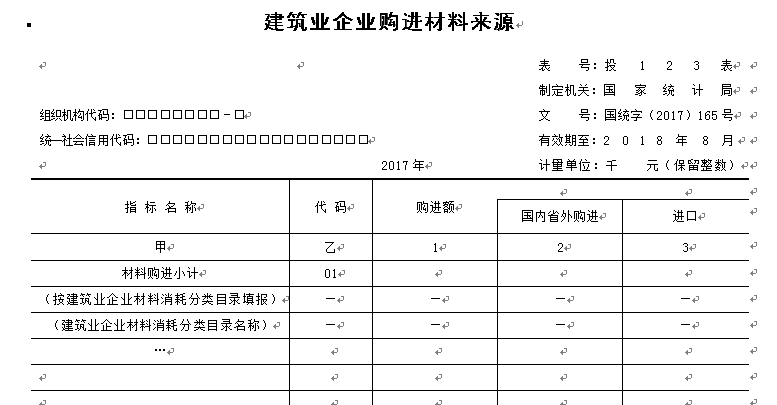 建筑业企业购进材料来源
表 号：投 1 2 3 表
制定机关：国 家 统 计 局
组织机构代码：□□□□□□□□-□
文 号：国统字（2017）165号
统一社会信用代码：□□□□□□□□□□□□□□□□□□
有效期至：2 0 1 8 年 8 月
2017年
计量单位：千 元（保留整数）
指 标 名 称 代 码 购进额
国内省外购进 进口
甲 乙 1 2 3
材料购进小计 01
（按建筑业企业材料消耗分类目录填报） — — — —
（建筑业企业材料消耗分类目录名称） — — — —
…